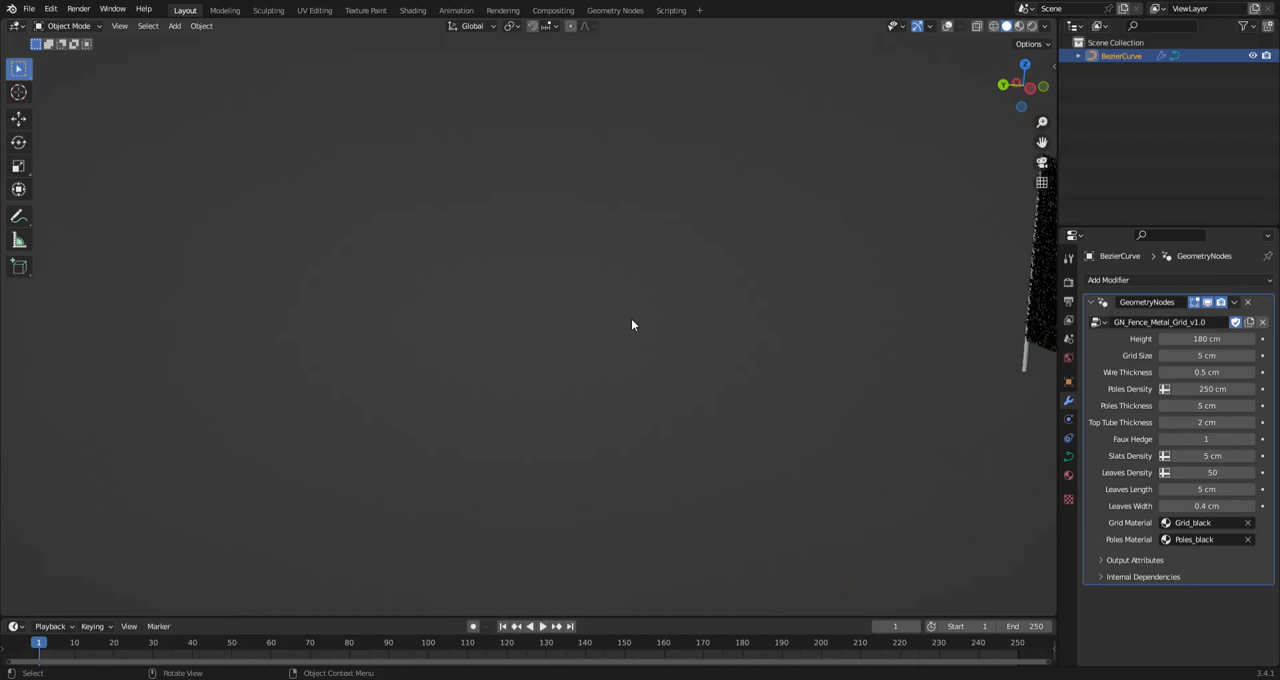 File Edit Render Window Help Layout Modeling Sculpting UV Editing Texture Paint Shading Animation Rendering Compositing Geometry Nodes Scripting + Scene ViewLayer
Object Mode View Select Add Object Global
Options
Z
Y
X
Scene Collection
BezierCurve
BezierCurve > GeometryNodes
Add Modifier
GeometryNodes
GN_Fence_Metal_Grid_v1.0
Height 180 cm
Grid Size 5 cm
Wire Thickness 0.5 cm
Poles Density 250 cm
Poles Thickness 5 cm
Top Tube Thickness 2 cm
Faux Hedge 1
Slats Density 5 cm
Leaves Density 50
Leaves Length 5 cm
Leaves Width 0.4 cm
Grid Material Grid_black
Poles Material Poles_black
Output Attributes
Internal Dependencies
Playback Keying View Marker 1 Start 1 End 250
1 10 20 30 40 50 60 70 80 90 100 110 120 130 140 150 160 170 180 190 200 210 220 230 240 250
Select Rotate View Object Context Menu 3.4.1